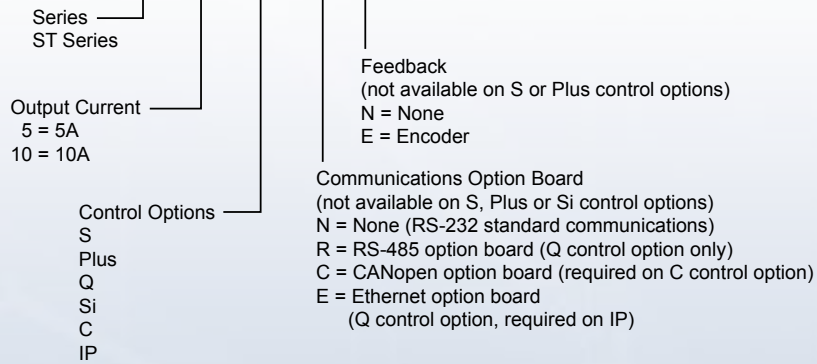 Series
ST Series
Output Current
5 = 5A
10 = 10A
Control Options
S
Plus
Q
Si
C
IP
Feedback
(not available on S or Plus control options)
N = None
E = Encoder
Communications Option Board
(not available on S, Plus or Si control options)
N = None (RS-232 standard communications)
R = RS-485 option board (Q control option only)
C = CANopen option board (required on C control option)
E = Ethernet option board
(Q control option, required on IP)